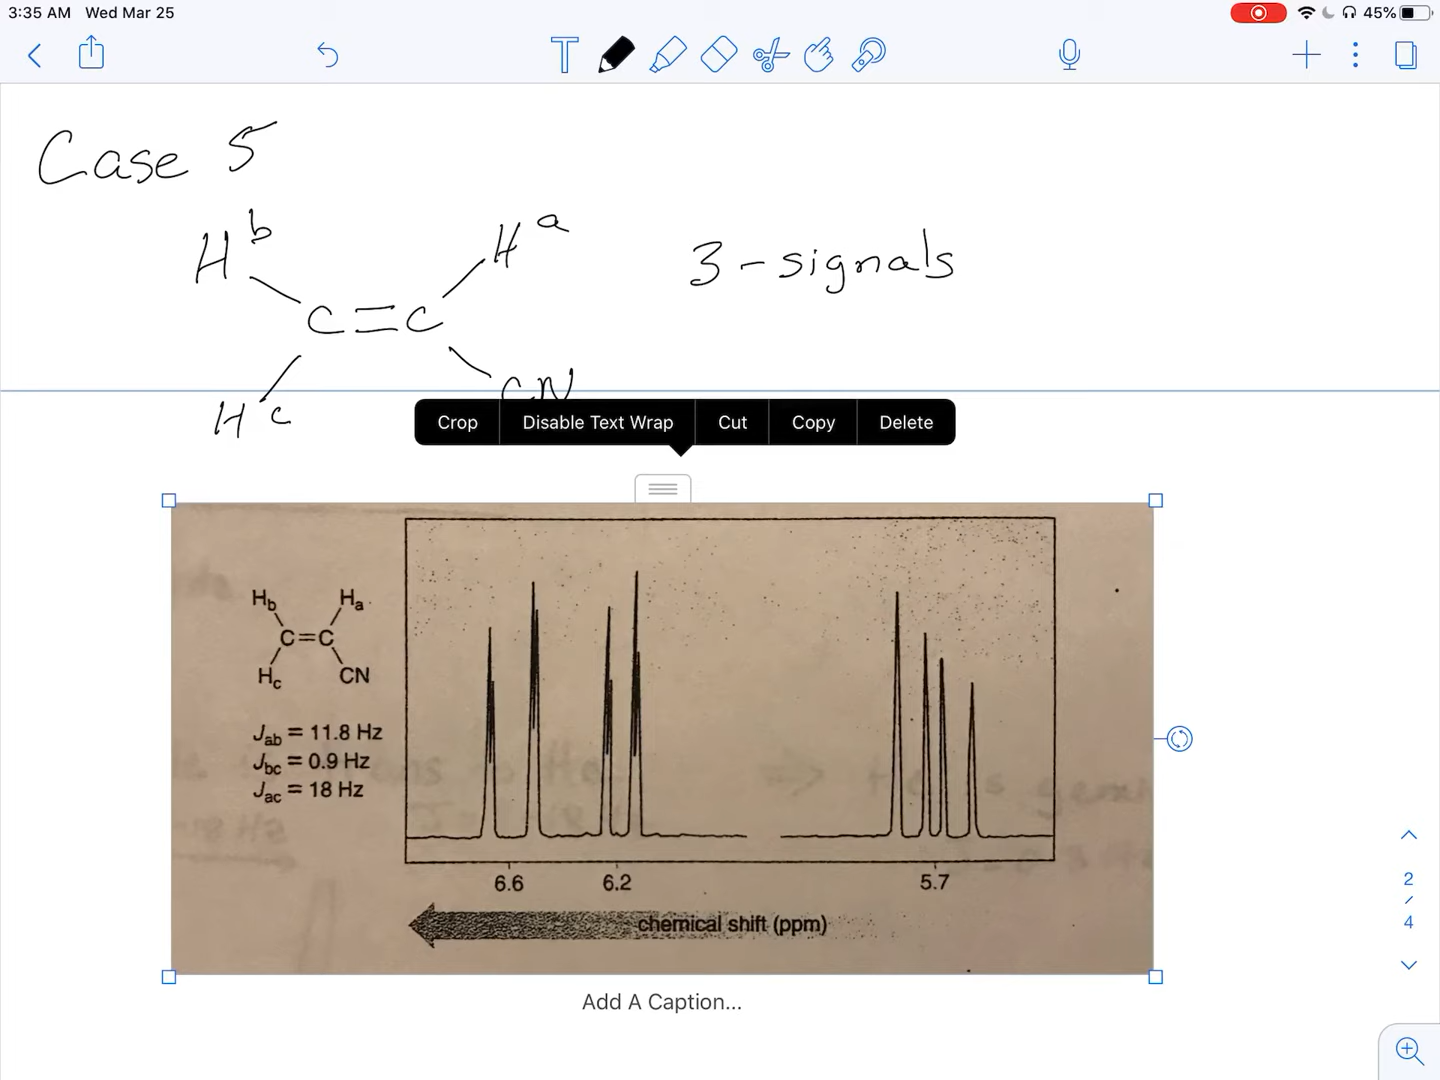 3:35 AM Wed Mar 25
45%
Case 5
H b
H a
3-signals
C=C
H c
CN
Crop
Disable Text Wrap
Cut
Copy
Delete
Hb Ha
C=C
Hc CN
Jab = 11.8 Hz
Jbc = 0.9 Hz
Jac = 18 Hz
6.6 6.2 5.7
chemical shift (ppm)
Add A Caption...
2
/
4